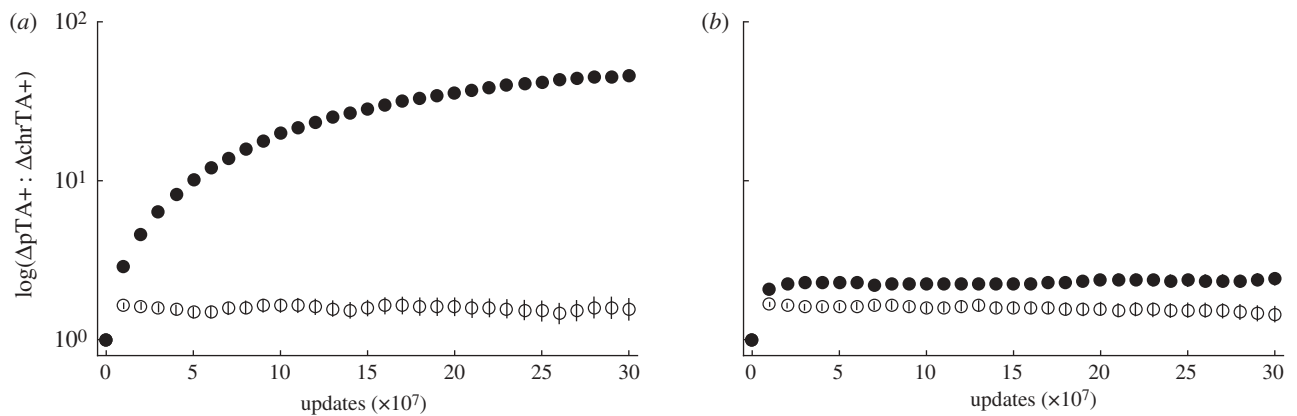 (a)
10²
10¹
10⁰
log(ΔpTA+ : ΔchrTA+)
0 5 10 15 20 25 30
updates (×10⁷)
(b)
0 5 10 15 20 25 30
updates (×10⁷)